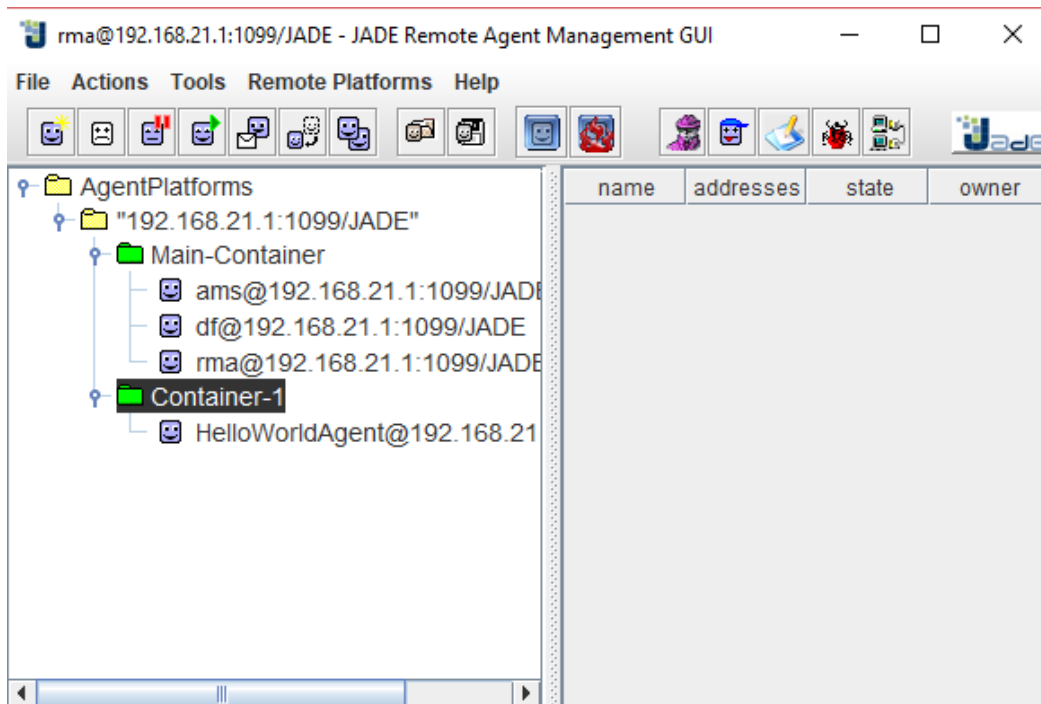 rma@192.168.21.1:1099/JADE - JADE Remote Agent Management GUI
File Actions Tools Remote Platforms Help
Jade
AgentPlatforms
name addresses state owner
"192.168.21.1:1099/JADE"
Main-Container
ams@192.168.21.1:1099/JADE
df@192.168.21.1:1099/JADE
rma@192.168.21.1:1099/JADE
Container-1
HelloWorldAgent@192.168.21